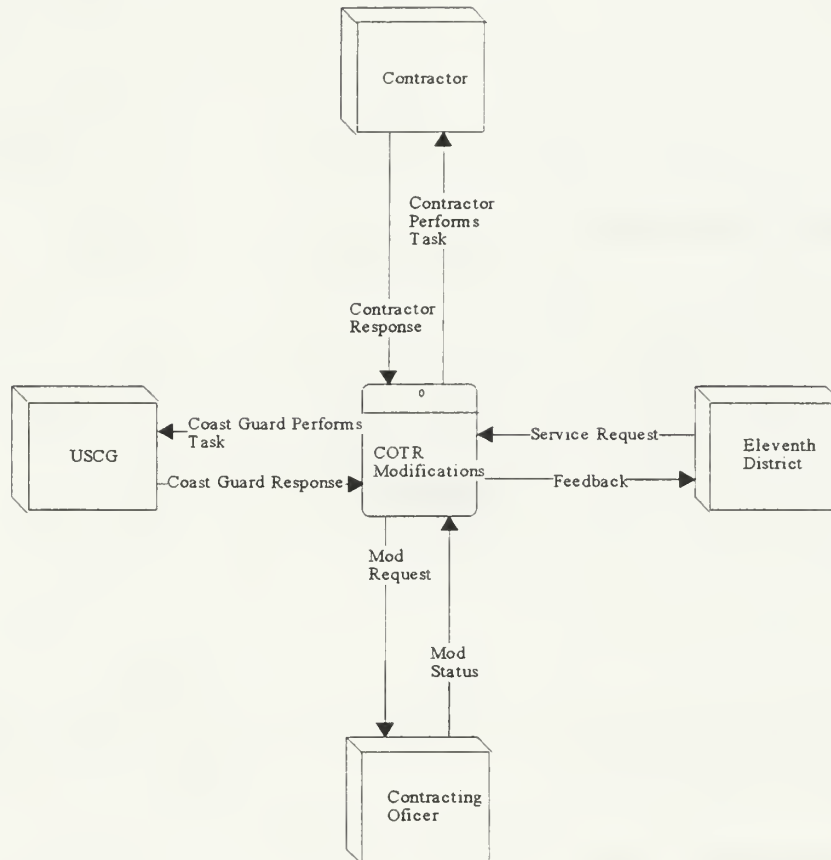 Contractor
Contractor
Performs
Task
Contractor
Response
0
Coast Guard Performs
Task
Service Request
USCG
COTR
Modifications
Eleventh
District
Coast Guard Response
Feedback
Mod
Request
Mod
Status
Contracting
Oficer